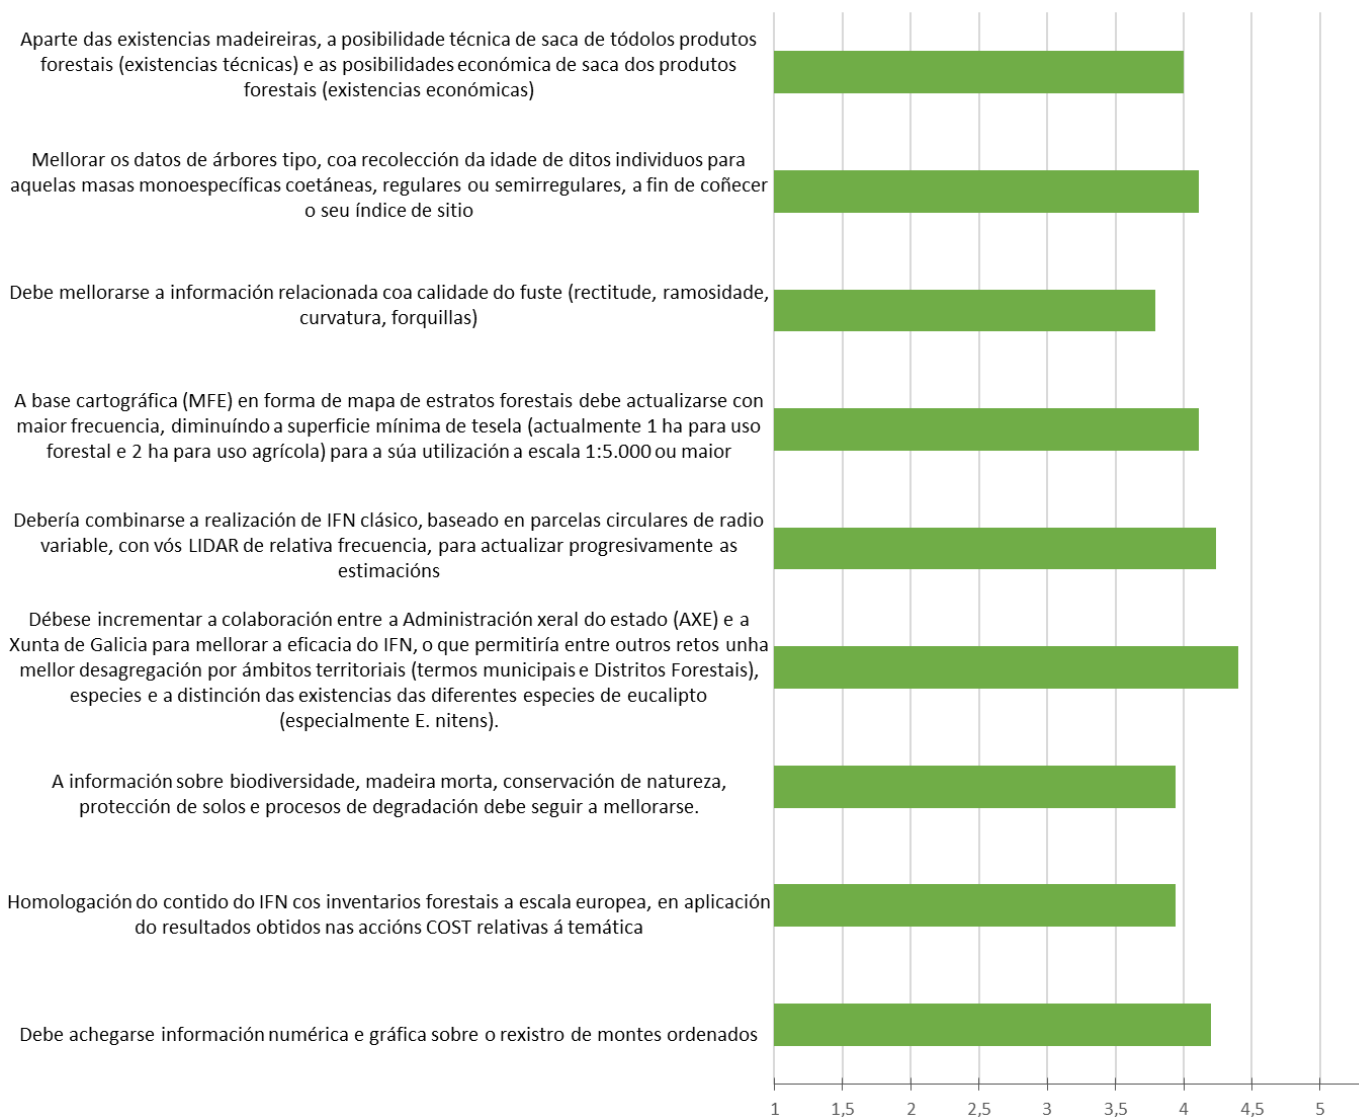 Aparte das existencias madeireiras, a posibilidade técnica de saca de tódolos produtos
forestais (existencias técnicas) e as posibilidades económica de saca dos produtos
forestais (existencias económicas)
Mellorar os datos de árbores tipo, coa recolección da idade de ditos individuos para
aquelas masas monoespecíficas coetáneas, regulares ou semirregulares, a fin de coñecer
o seu índice de sitio
Debe mellorarse a información relacionada coa calidade do fuste (rectitude, ramosidade,
curvatura, forquillas)
A base cartográfica (MFE) en forma de mapa de estratos forestais debe actualizarse con
maior frecuencia, diminuíndo a superficie mínima de tesela (actualmente 1 ha para uso
forestal e 2 ha para uso agrícola) para a súa utilización a escala 1:5.000 ou maior
Debería combinarse a realización de IFN clásico, baseado en parcelas circulares de radio
variable, con vós LIDAR de relativa frecuencia, para actualizar progresivamente as
estimacións
Débese incrementar a colaboración entre a Administración xeral do estado (AXE) e a
Xunta de Galicia para mellorar a eficacia do IFN, o que permitiría entre outros retos unha
mellor desagregación por ámbitos territoriais (termos municipais e Distritos Forestais),
especies e a distinción das existencias das diferentes especies de eucalipto
(especialmente E. nitens).
A información sobre biodiversidade, madeira morta, conservación de natureza,
protección de solos e procesos de degradación debe seguir a mellorarse.
Homologación do contido do IFN cos inventarios forestais a escala europea, en aplicación
do resultados obtidos nas accións COST relativas á temática
Debe achegarse información numérica e gráfica sobre o rexistro de montes ordenados
1 1,5 2 2,5 3 3,5 4 4,5 5